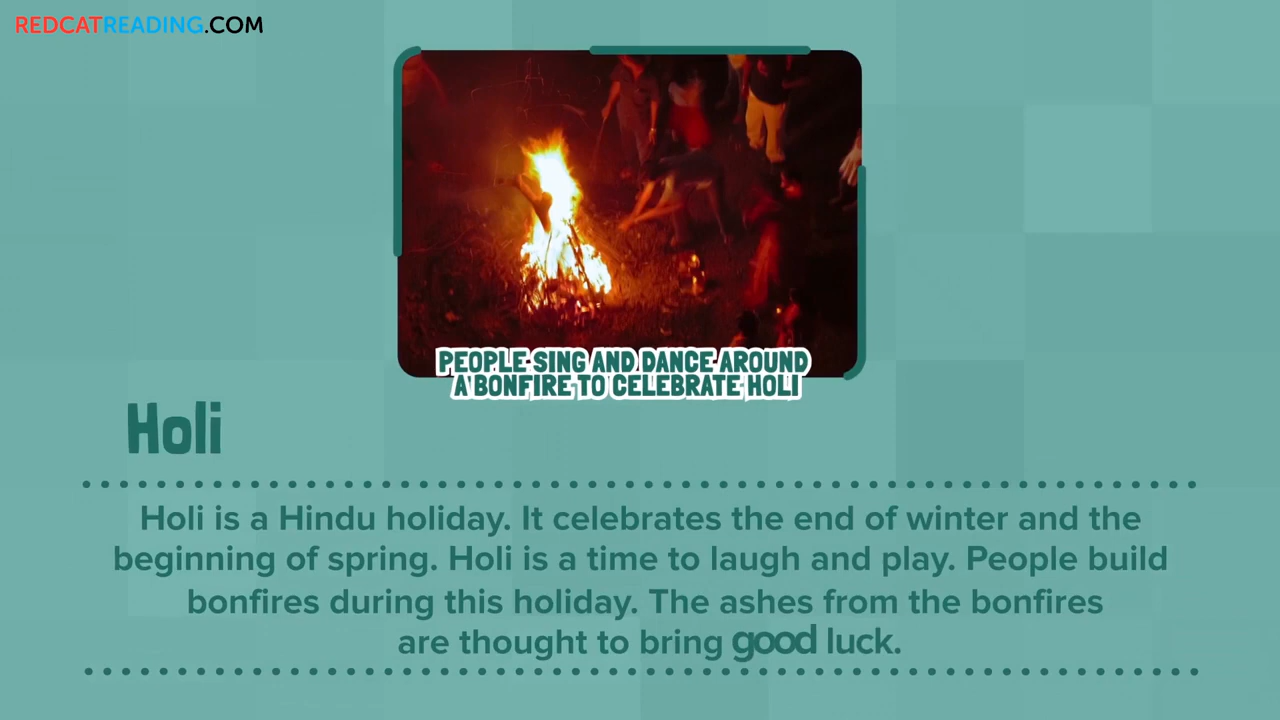 REDCATREADING.COM
PEOPLE SING AND DANCE AROUND
A BONFIRE TO CELEBRATE HOLI
Holi
Holi is a Hindu holiday. It celebrates the end of winter and the
beginning of spring. Holi is a time to laugh and play. People build
bonfires during this holiday. The ashes from the bonfires
are thought to bring good luck.